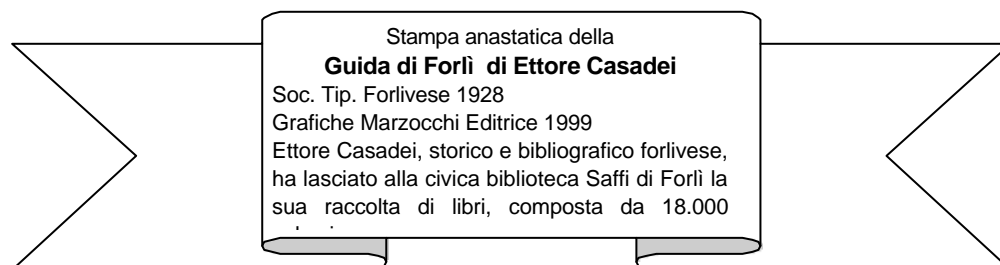 Stampa anastatica della
Guida di Forlì di Ettore Casadei
Soc. Tip. Forlivese 1928
Grafiche Marzocchi Editrice 1999
Ettore Casadei, storico e bibliografico forlivese,
ha lasciato alla civica biblioteca Saffi di Forlì la
sua raccolta di libri, composta da 18.000